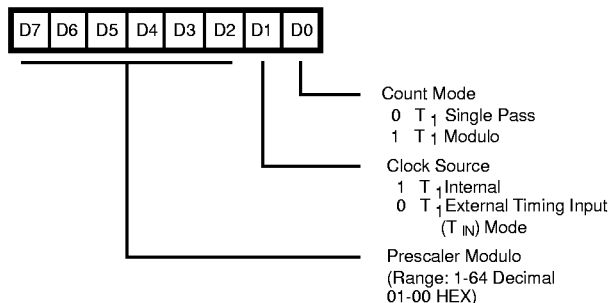 D7 D6 D5 D4 D3 D2 D1 D0
Count Mode
0 T 1 Single Pass
1 T 1 Modulo
Clock Source
1 T 1 Internal
0 T 1 External Timing Input
(T IN) Mode
Prescaler Modulo
(Range: 1-64 Decimal
01-00 HEX)